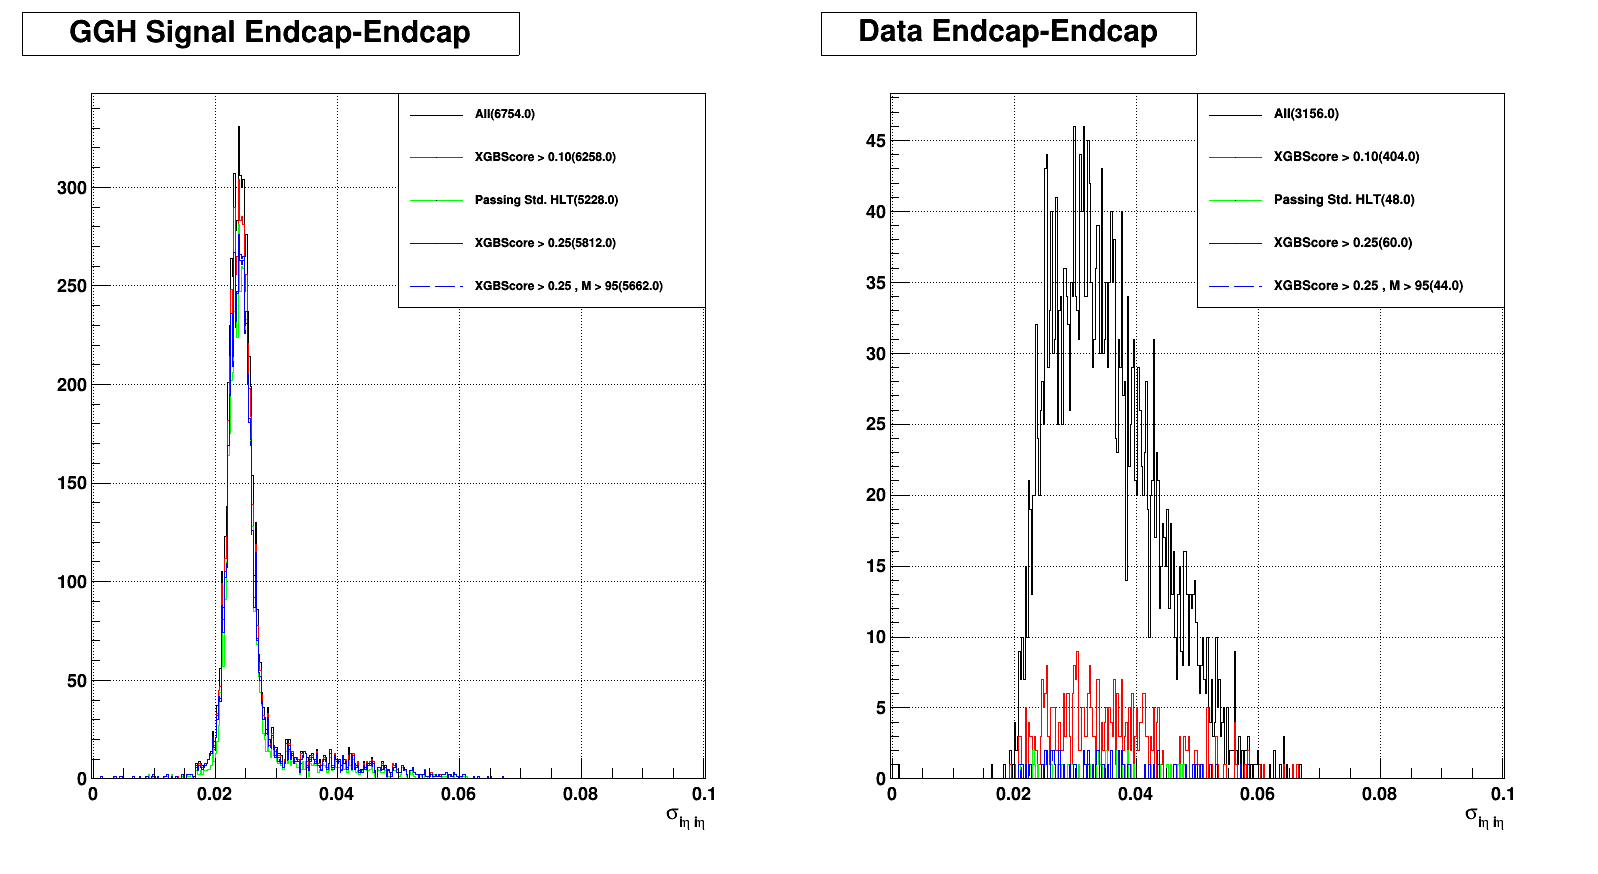 GGH Signal Endcap-Endcap
All(6754.0)
XGBScore > 0.10(6258.0)
Passing Std. HLT(5228.0)
XGBScore > 0.25(5812.0)
XGBScore > 0.25 , M > 95(5662.0)
300
250
200
150
100
50
0
0 0.02 0.04 0.06 0.08 0.1
σiη iη
Data Endcap-Endcap
All(3156.0)
XGBScore > 0.10(404.0)
Passing Std. HLT(48.0)
XGBScore > 0.25(60.0)
XGBScore > 0.25 , M > 95(44.0)
45
40
35
30
25
20
15
10
5
0
0 0.02 0.04 0.06 0.08 0.1
σiη iη